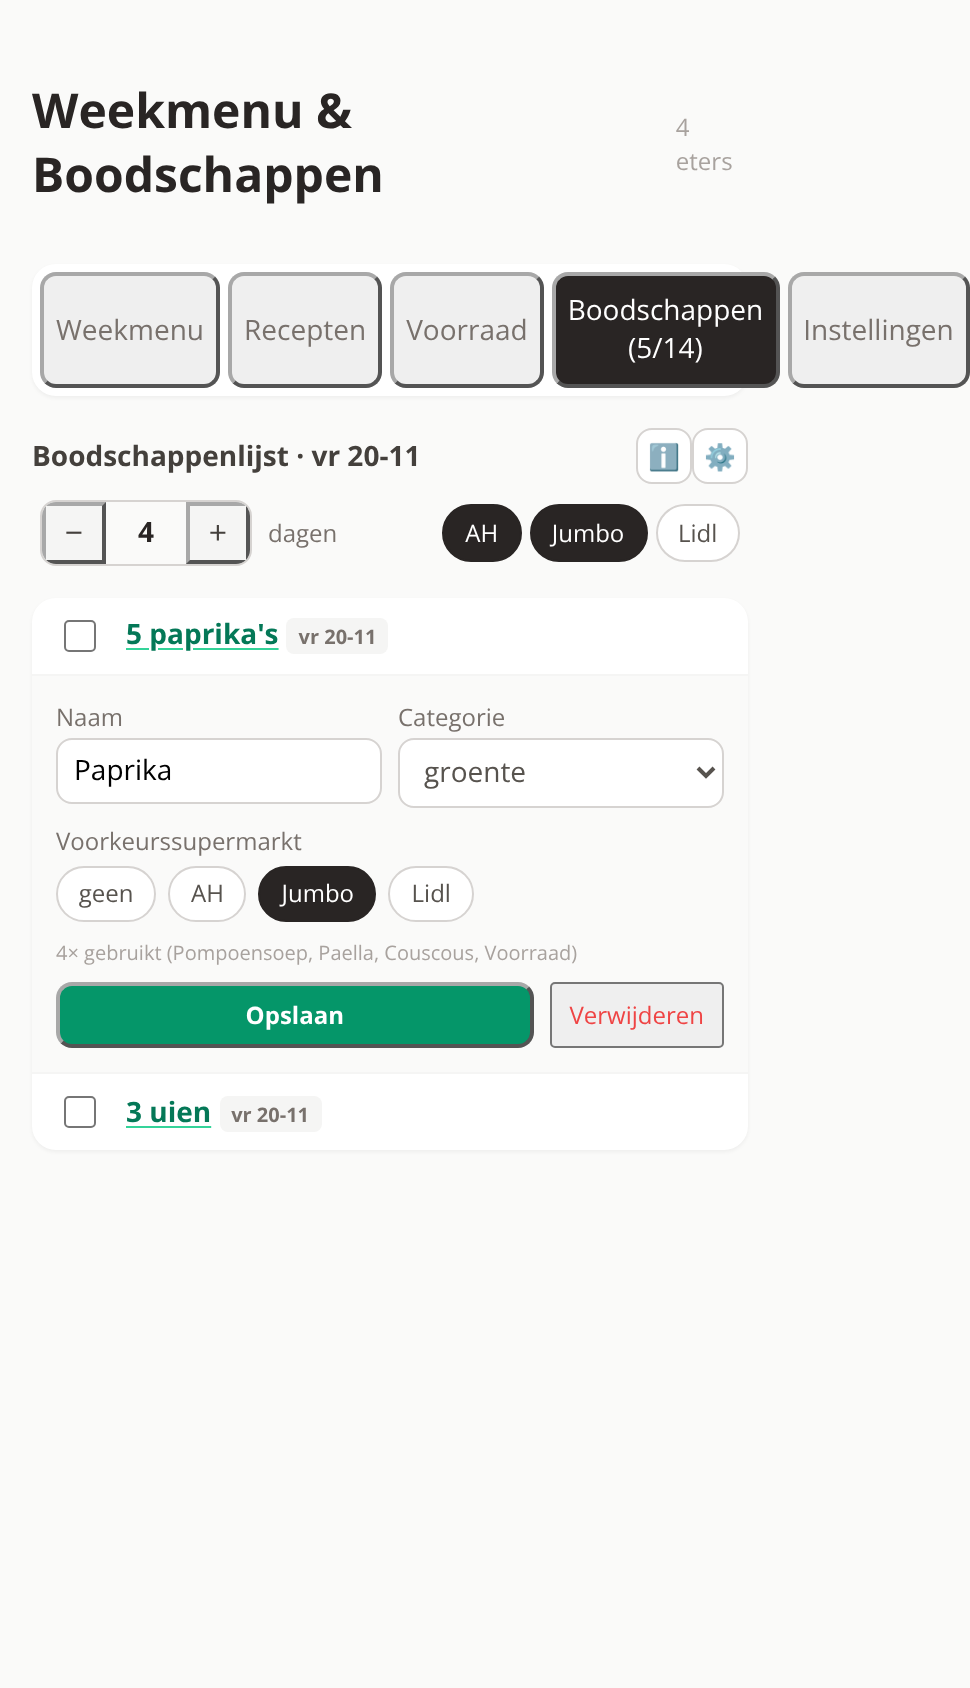 Weekmenu &
Boodschappen
4
eters
Weekmenu
Recepten
Voorraad
Boodschappen
(5/14)
Instellingen
Boodschappenlijst · vr 20-11
ℹ️ ⚙️
− 4 + dagen
AH Jumbo Lidl
5 paprika's vr 20-11
Naam
Categorie
Paprika
groente
Voorkeurssupermarkt
geen AH Jumbo Lidl
4× gebruikt (Pompoensoep, Paella, Couscous, Voorraad)
Opslaan
Verwijderen
3 uien vr 20-11